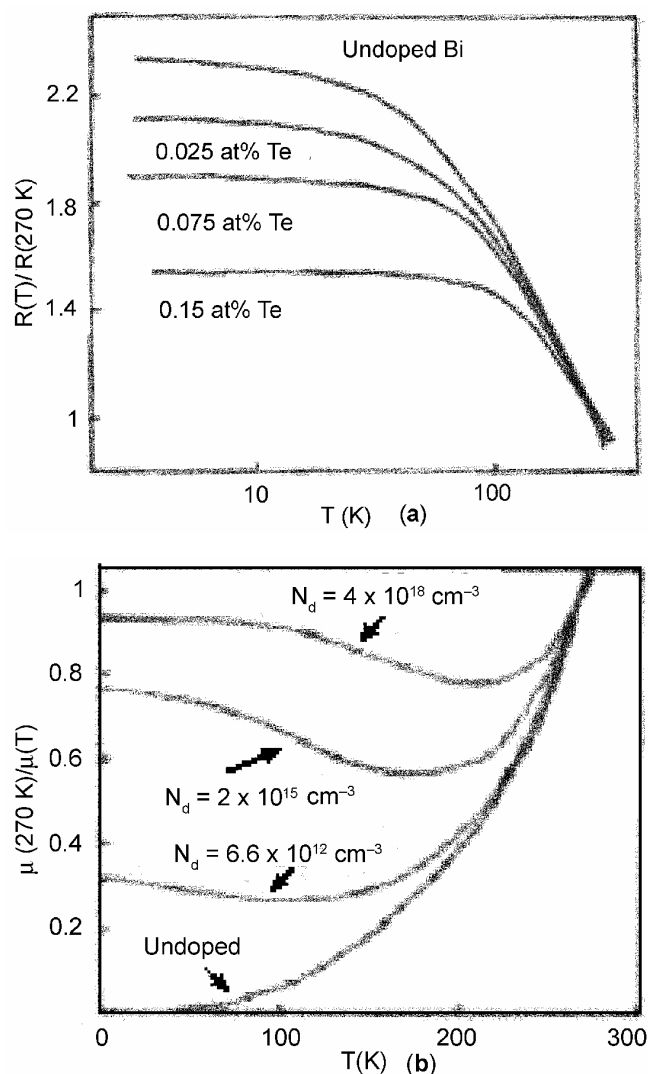 Undoped Bi
2.2
0.025 at% Te
1.8
0.075 at% Te
1.4
0.15 at% Te
1
R(T)/ R(270 K)
10
100
T (K) (a)
1
N_d = 4 x 10^18 cm^–3
0.8
0.6
N_d = 2 x 10^15 cm^–3
0.4
N_d = 6.6 x 10^12 cm^–3
0.2
Undoped
μ (270 K)/μ(T)
0
100
200
300
T(K) (b)